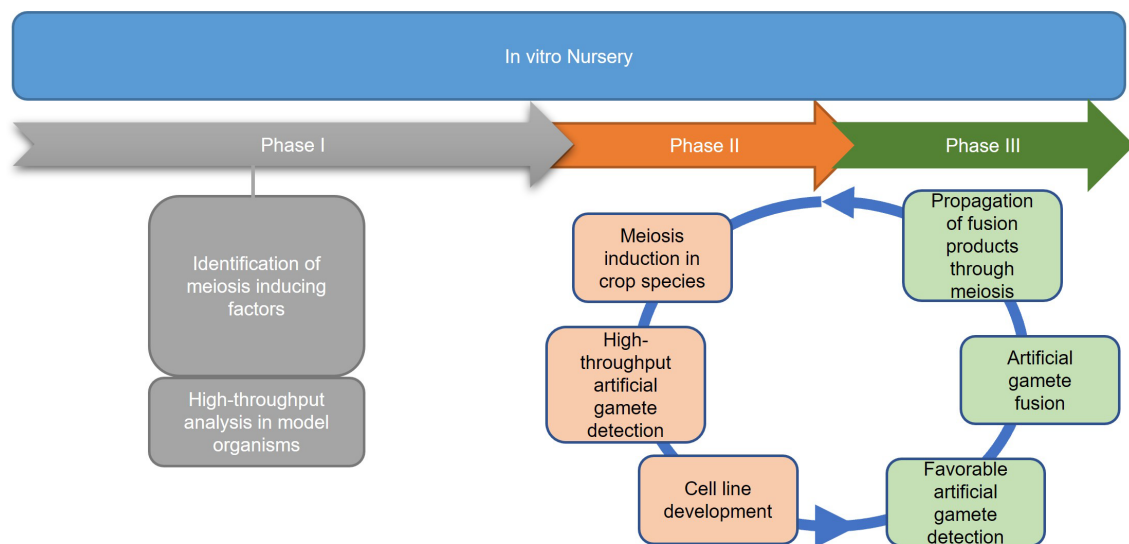 In vitro Nursery
Phase I
Phase II
Phase III
Identification of
meiosis inducing
factors
High-throughput
analysis in model
organisms
Meiosis
induction in
crop species
High-
throughput
artificial
gamete
detection
Cell line
development
Propagation
of fusion
products
through
meiosis
Artificial
gamete
fusion
Favorable
artificial
gamete
detection